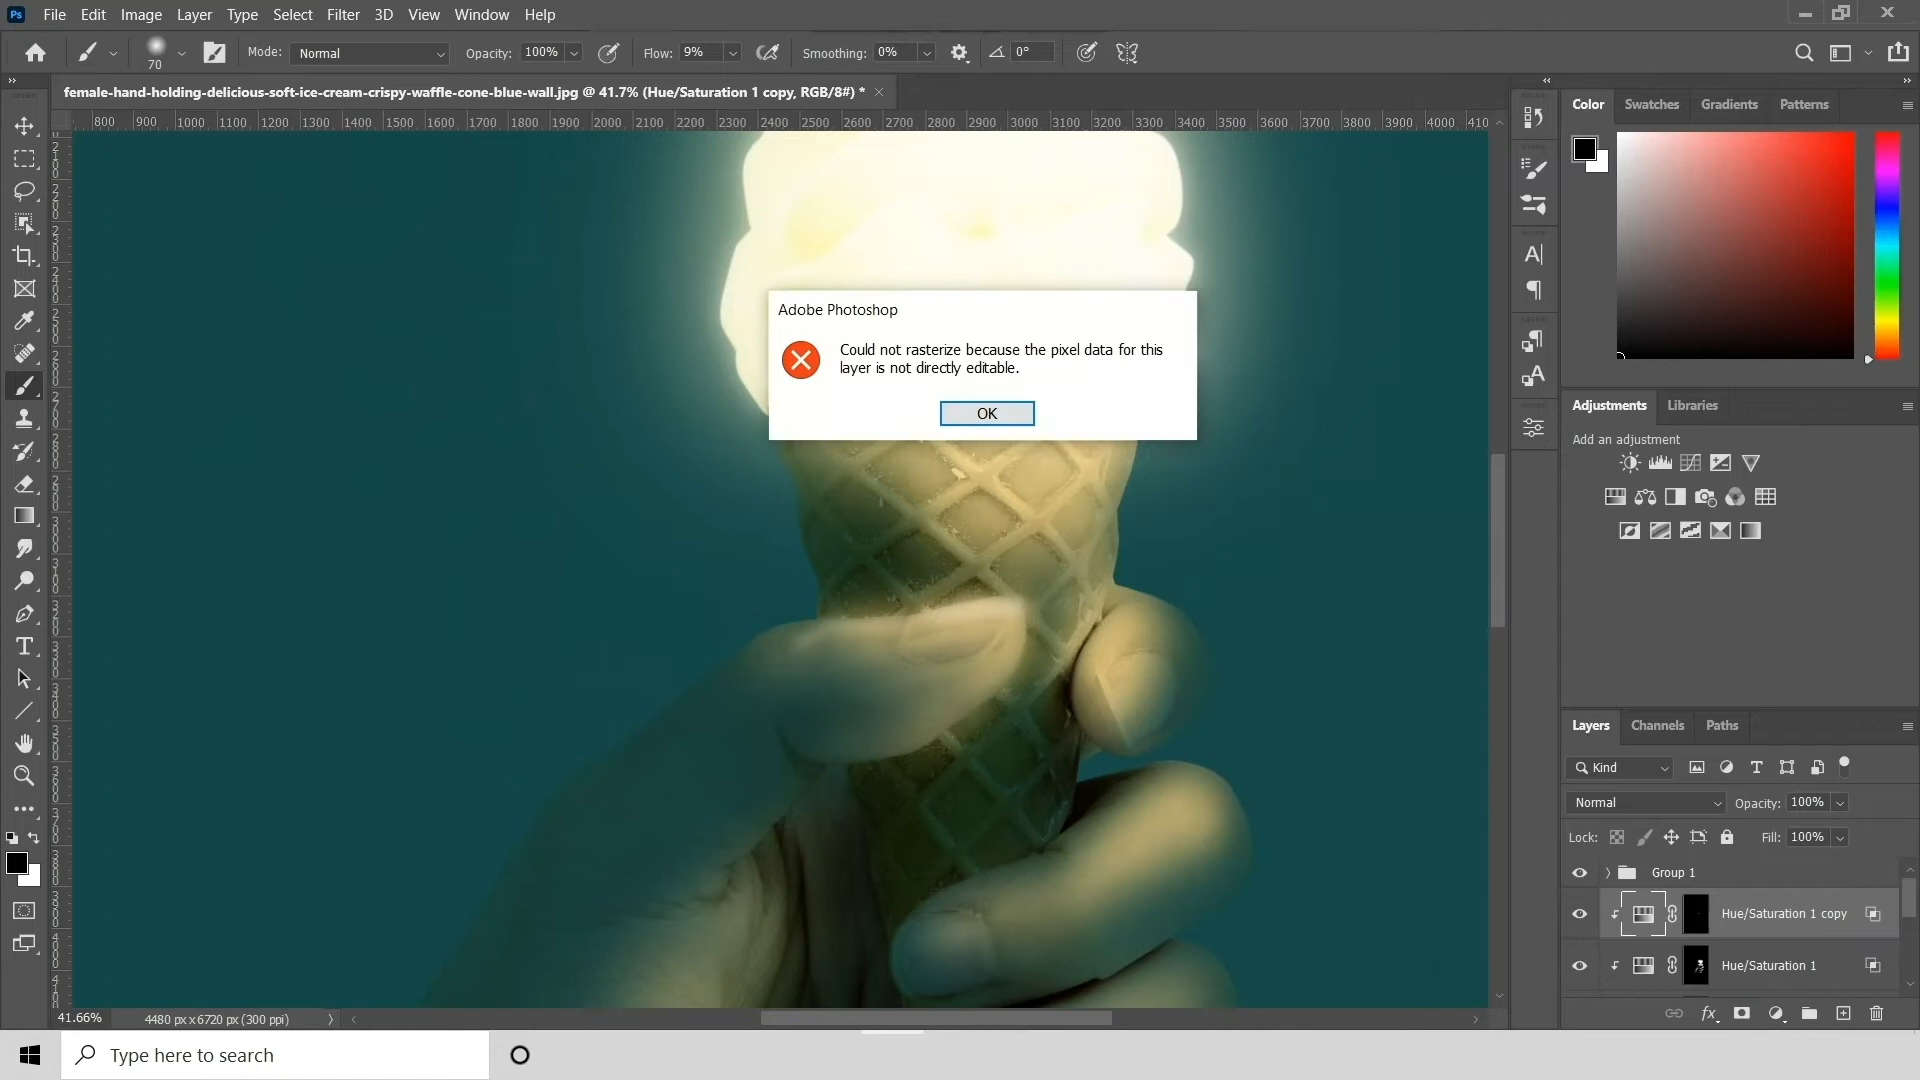 Ps File Edit Image Layer Type Select Filter 3D View Window Help
70 Mode: Normal Opacity: 100% Flow: 9% Smoothing: 0% 0°
female-hand-holding-delicious-soft-ice-cream-crispy-waffle-cone-blue-wall.jpg @ 41.7% (Hue/Saturation 1 copy, RGB/8#) *
800 900 1000 1100 1200 1300 1400 1500 1600 1700 1800 1900 2000 2100 2200 2300 2400 2500 2600 2700 2800 2900 3000 3100 3200 3300 3400 3500 3600 3700 3800 3900 4000 410
Color Swatches Gradients Patterns
Adobe Photoshop
Could not rasterize because the pixel data for this
layer is not directly editable.
OK
Adjustments Libraries
Add an adjustment
Layers Channels Paths
Kind
Normal Opacity: 100%
Lock: Fill: 100%
Group 1
Hue/Saturation 1 copy
Hue/Saturation 1
41.66% 4480 px x 6720 px (300 ppi)
Type here to search